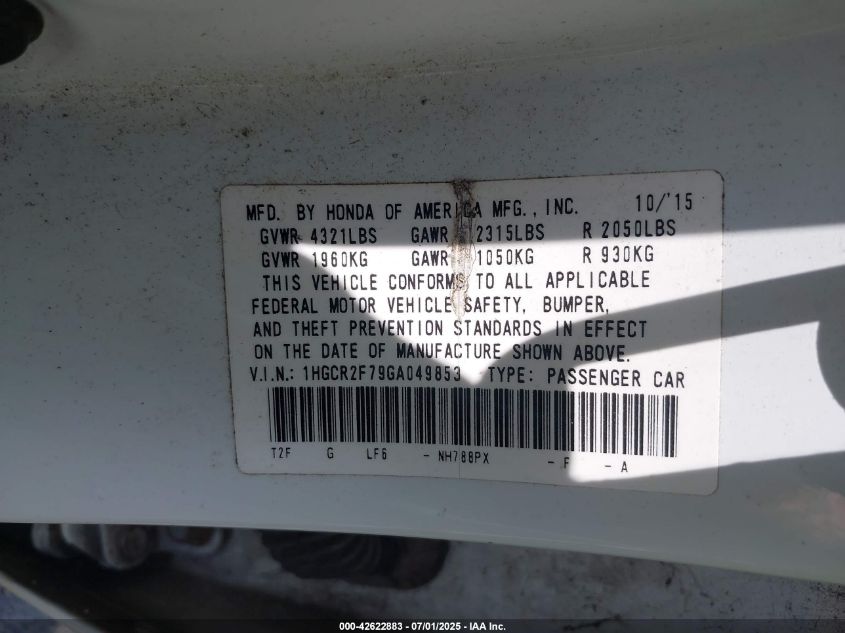 MFD. BY HONDA OF AMERICA MFG., INC. 10/'15
GVWR 4321LBS GAWR 2315LBS R 2050LBS
GVWR 1960KG GAWR 1050KG R 930KG
THIS VEHICLE CONFORMS TO ALL APPLICABLE
FEDERAL MOTOR VEHICLE SAFETY, BUMPER,
AND THEFT PREVENTION STANDARDS IN EFFECT
ON THE DATE OF MANUFACTURE SHOWN ABOVE.
V.I.N.: 1HGCR2F79GA049853 TYPE: PASSENGER CAR
T2F G LF6 - NH788PX - F - A
000-42622883 - 07/01/2025 - IAA Inc.